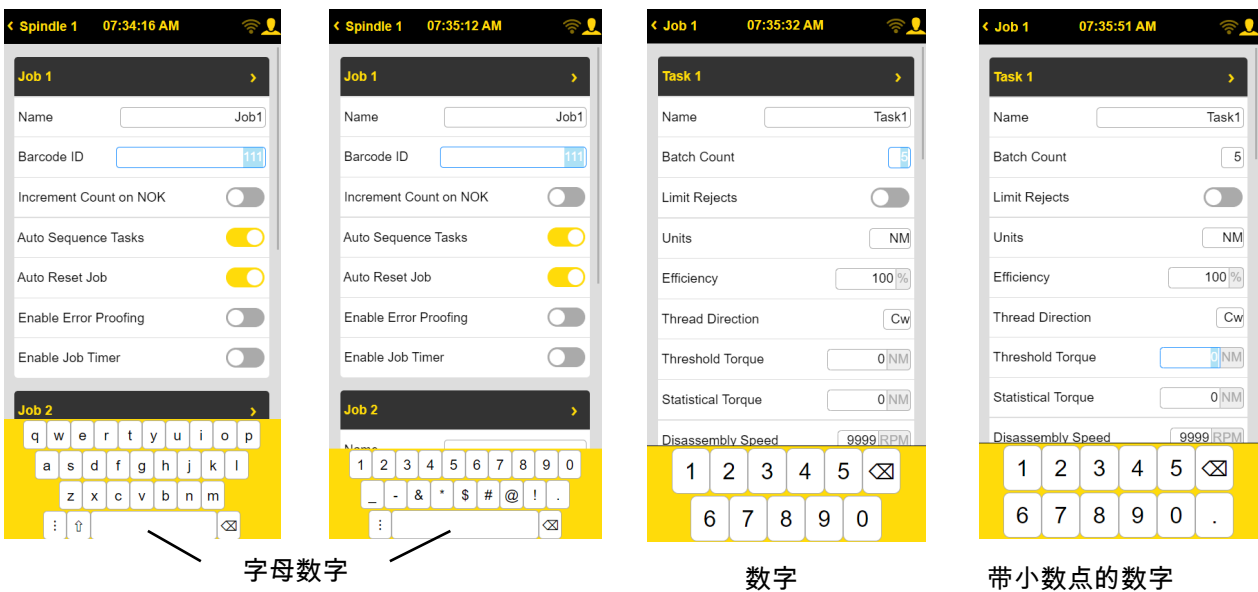 ‹ Spindle 1 07:34:16 AM
Job 1 ›
Name Job1
Barcode ID 111
Increment Count on NOK
Auto Sequence Tasks
Auto Reset Job
Enable Error Proofing
Enable Job Timer
Job 2 ›
q w e r t y u i o p
a s d f g h j k l
z x c v b n m
⋮ ⇧ ⌫
‹ Spindle 1 07:35:12 AM
Job 1 ›
Name Job1
Barcode ID 111
Increment Count on NOK
Auto Sequence Tasks
Auto Reset Job
Enable Error Proofing
Enable Job Timer
Job 2 ›
Name
1 2 3 4 5 6 7 8 9 0
_ - & * $ # @ ! .
⋮ ⌫
字母数字
‹ Job 1 07:35:32 AM
Task 1 ›
Name Task1
Batch Count 5
Limit Rejects
Units NM
Efficiency 100 %
Thread Direction Cw
Threshold Torque 0 NM
Statistical Torque 0 NM
Disassembly Speed 9999 RPM
1 2 3 4 5 ⌫
6 7 8 9 0
数字
‹ Job 1 07:35:51 AM
Task 1 ›
Name Task1
Batch Count 5
Limit Rejects
Units NM
Efficiency 100 %
Thread Direction Cw
Threshold Torque 0 NM
Statistical Torque 0 NM
Disassembly Speed 9999 RPM
1 2 3 4 5 ⌫
6 7 8 9 0 .
带小数点的数字